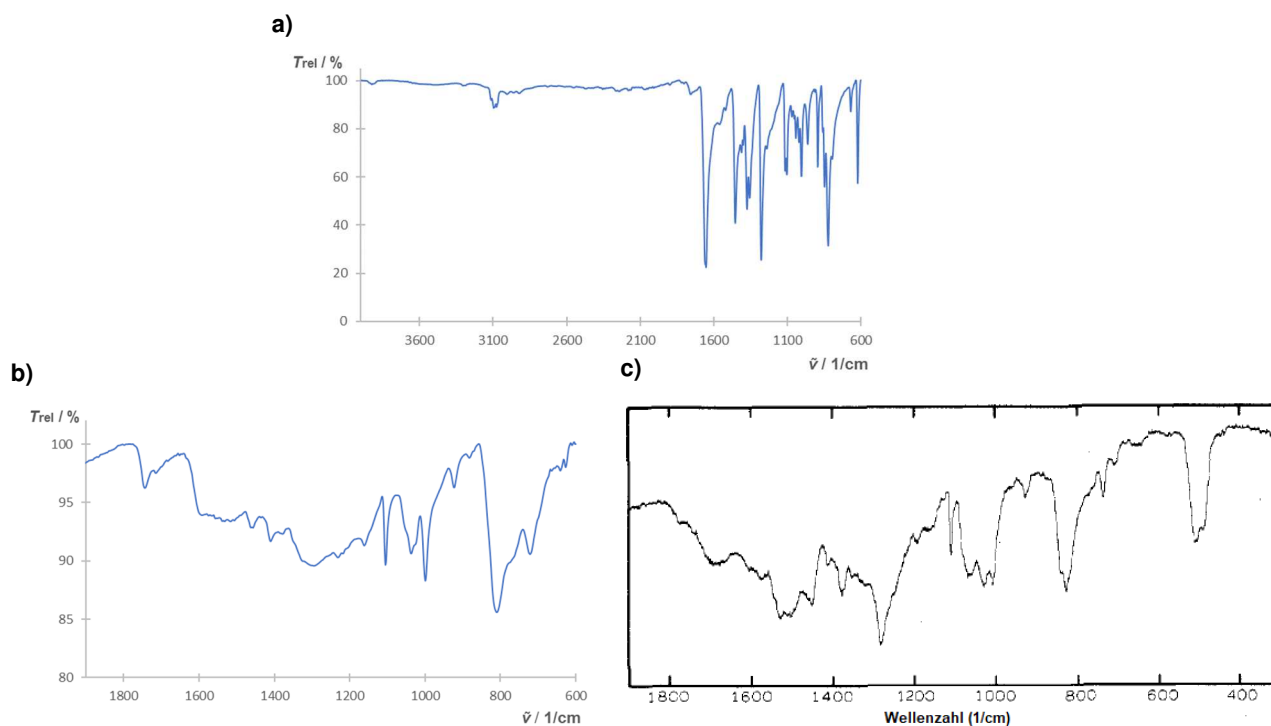 a)
Trel / %
100
80
60
40
20
0
3600 3100 2600 2100 1600 1100 600
ṽ / 1/cm
b)
Trel / %
100
95
90
85
80
1800 1600 1400 1200 1000 800 600
ṽ / 1/cm
c)
1800 1600 1400 1200 1000 800 600 400
Wellenzahl (1/cm)